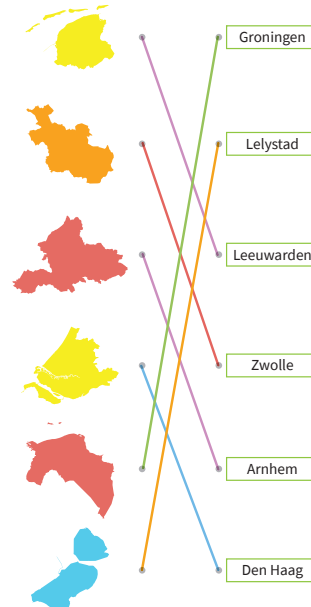 Groningen
Lelystad
Leeuwarden
Zwolle
Arnhem
Den Haag